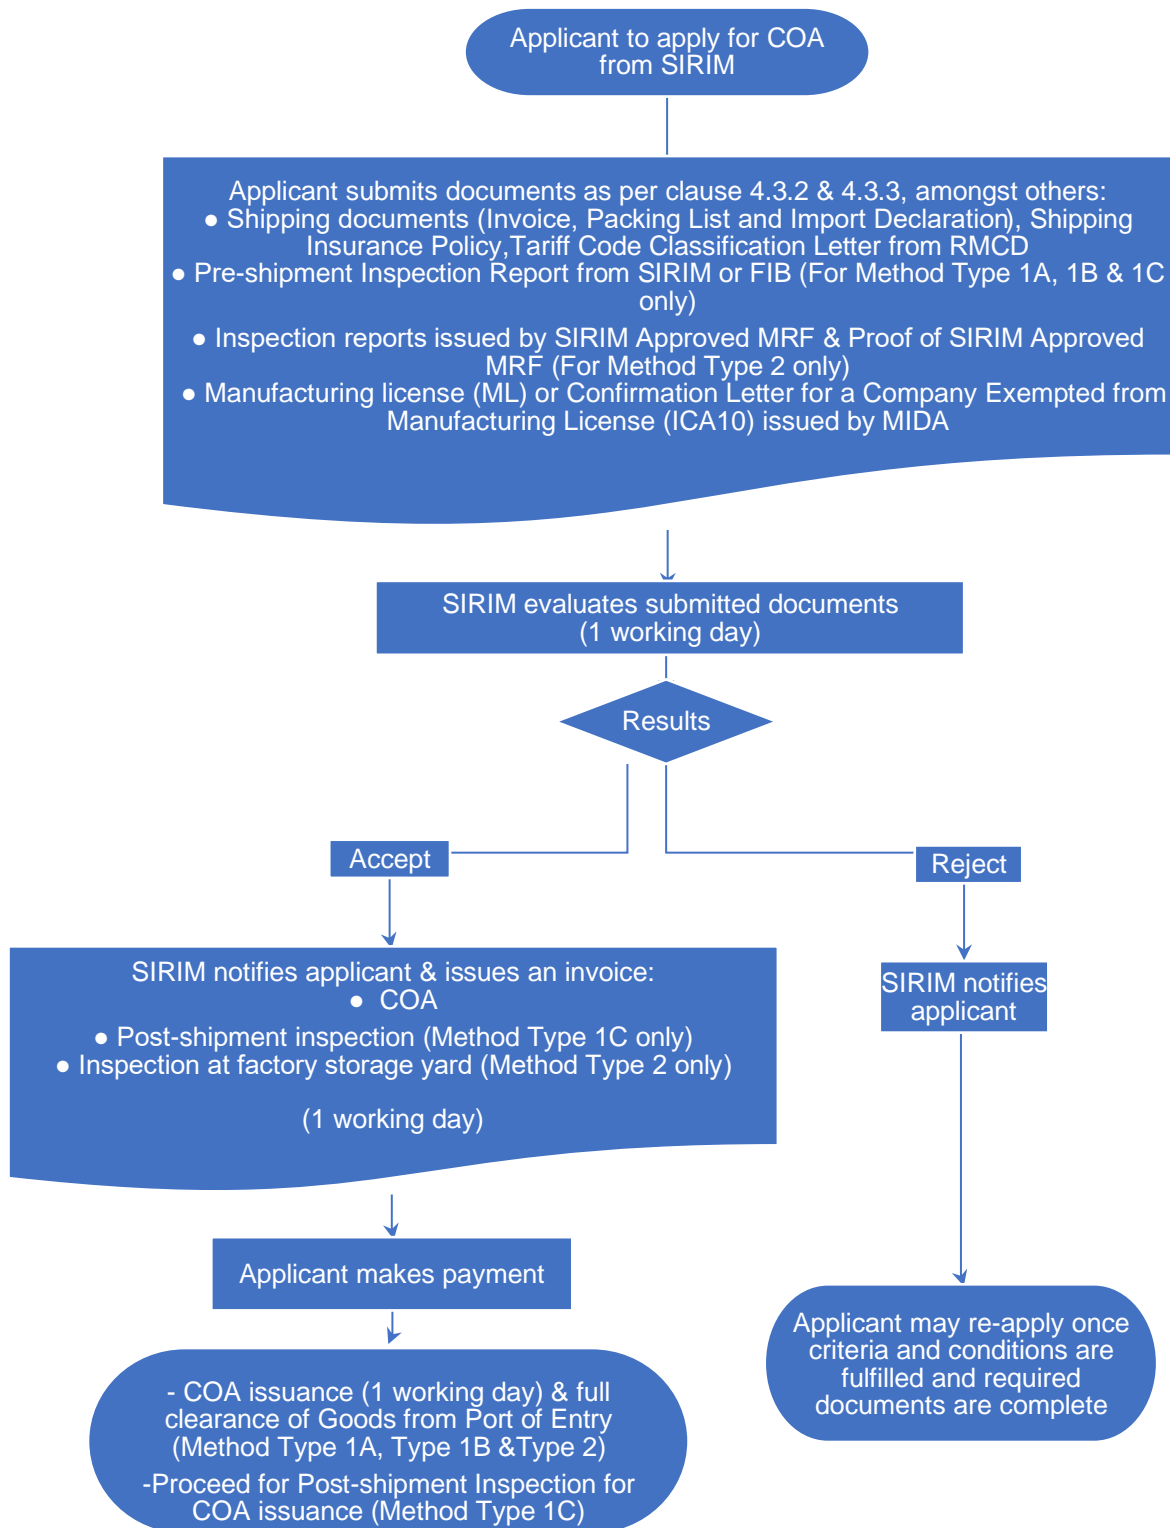 Applicant to apply for COA
from SIRIM
Applicant submits documents as per clause 4.3.2 & 4.3.3, amongst others:
● Shipping documents (Invoice, Packing List and Import Declaration), Shipping
Insurance Policy,Tariff Code Classification Letter from RMCD
● Pre-shipment Inspection Report from SIRIM or FIB (For Method Type 1A, 1B & 1C
only)
● Inspection reports issued by SIRIM Approved MRF & Proof of SIRIM Approved
MRF (For Method Type 2 only)
● Manufacturing license (ML) or Confirmation Letter for a Company Exempted from
Manufacturing License (ICA10) issued by MIDA
SIRIM evaluates submitted documents
(1 working day)
Results
Accept
Reject
SIRIM notifies applicant & issues an invoice:
● COA
● Post-shipment inspection (Method Type 1C only)
● Inspection at factory storage yard (Method Type 2 only)
(1 working day)
SIRIM notifies
applicant
Applicant makes payment
Applicant may re-apply once
criteria and conditions are
fulfilled and required
documents are complete
- COA issuance (1 working day) & full
clearance of Goods from Port of Entry
(Method Type 1A, Type 1B &Type 2)
-Proceed for Post-shipment Inspection for
COA issuance (Method Type 1C)